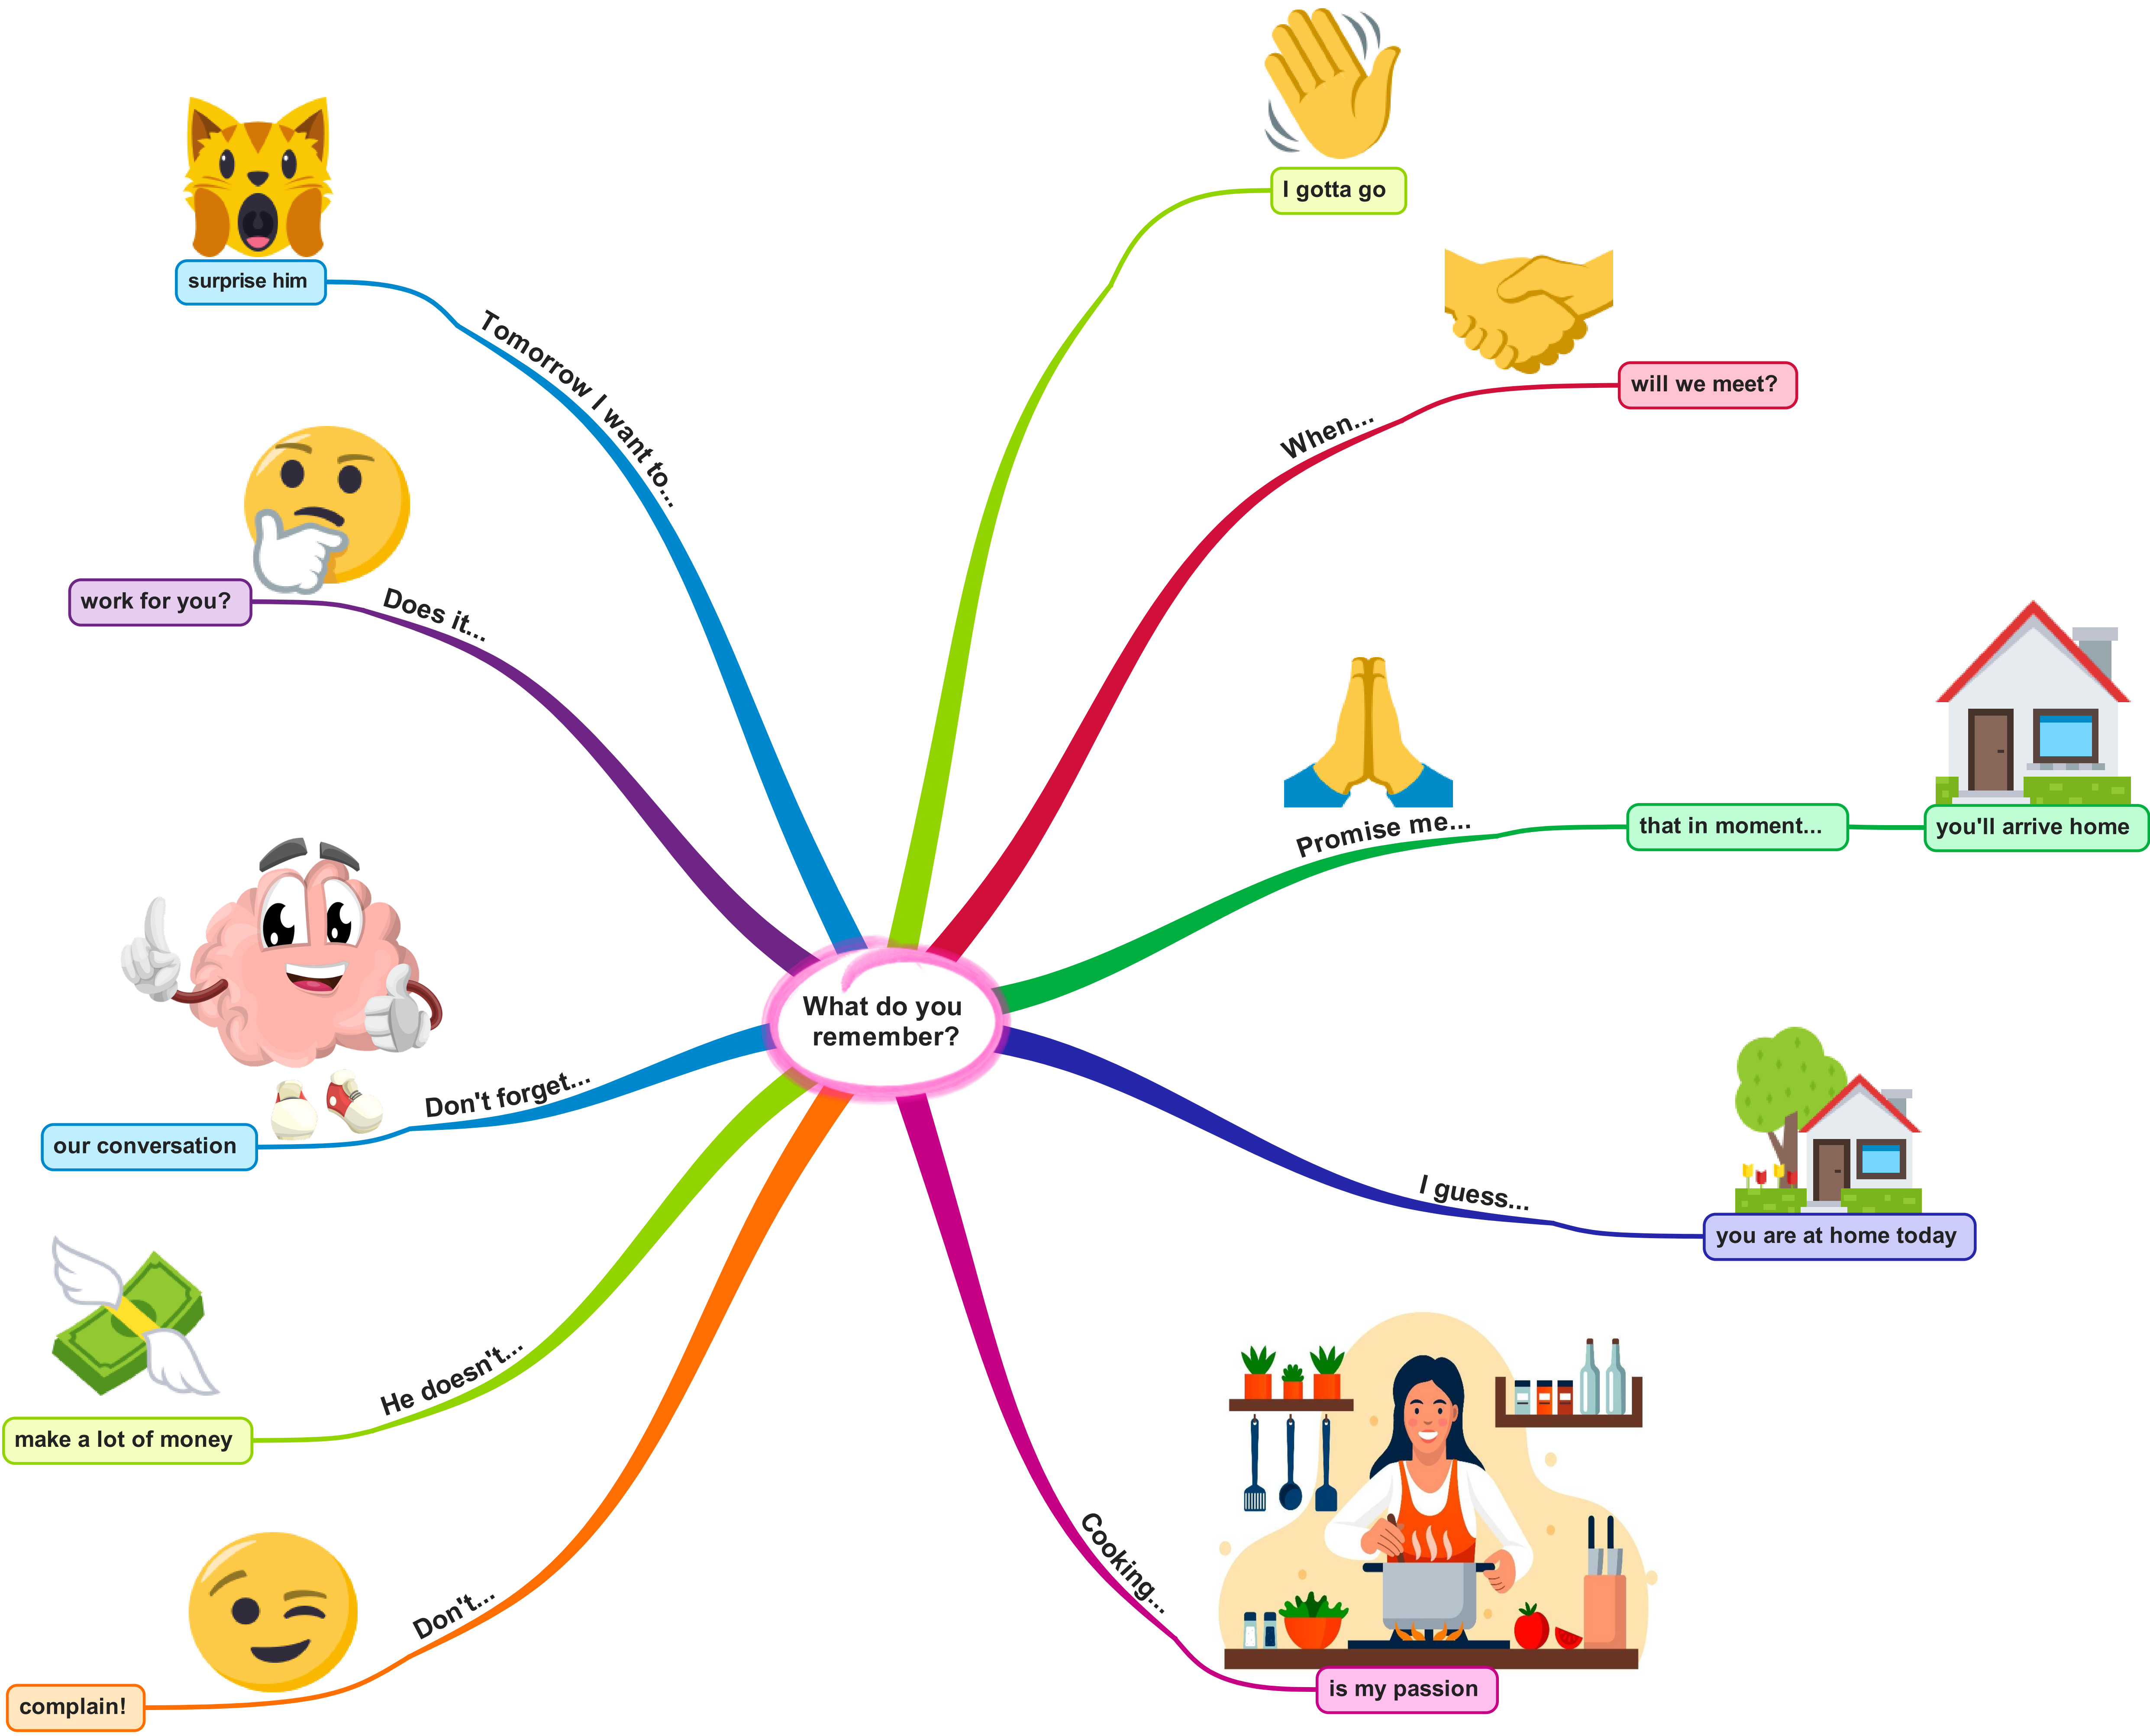 What do you
remember?
I gotta go
When...
will we meet?
Promise me...
that in moment...
you'll arrive home
I guess...
you are at home today
Cooking...
is my passion
Don't...
complain!
He doesn't...
make a lot of money
Don't forget...
our conversation
Does it...
work for you?
Tomorrow I want to...
surprise him